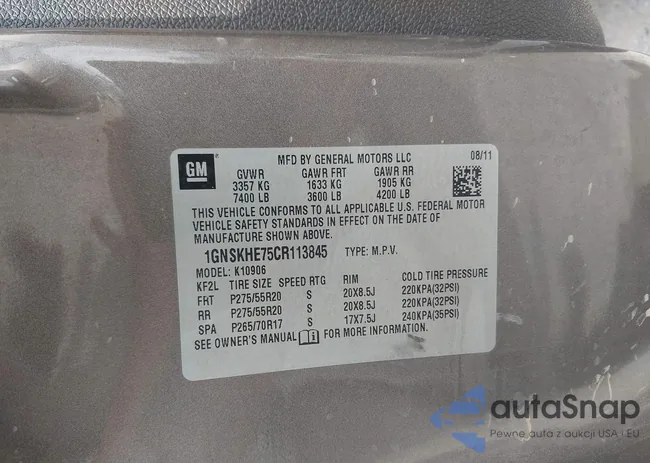 GM
MFD BY GENERAL MOTORS LLC 08/11
GVWR GAWR FRT GAWR RR
3357 KG 1633 KG 1905 KG
7400 LB 3600 LB 4200 LB
THIS VEHICLE CONFORMS TO ALL APPLICABLE U.S. FEDERAL MOTOR
VEHICLE SAFETY STANDARDS IN EFFECT ON THE DATE OF
MANUFACTURE SHOWN ABOVE.
1GNSKHE75CR113845 TYPE: M.P.V.
MODEL: K10906
KF2L TIRE SIZE SPEED RTG RIM COLD TIRE PRESSURE
FRT P275/55R20 S 20X8.5J 220KPA(32PSI)
RR P275/55R20 S 20X8.5J 220KPA(32PSI)
SPA P265/70R17 S 17X7.5J 240KPA(35PSI)
SEE OWNER'S MANUAL FOR MORE INFORMATION.
autaSnap
Pewne auta z aukcji USA i EU